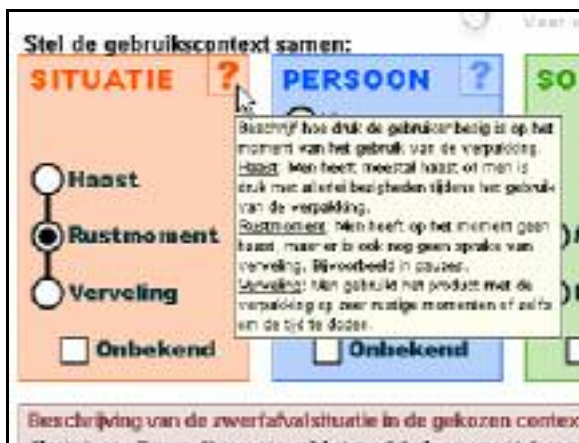 Stel de gebruikscontext samen:
SITUATIE ? PERSOON ? SO
Beschrijf hoe druk de gebruiker bezig is op het
moment van het gebruik van de verpakking.
Haast: Men heeft meestal haast of men is
druk met allerlei bezigheden tijdens het gebruik
van de verpakking.
Rustmoment: Men heeft op het moment geen
haast, maar er is ook nog geen sprake van
verveling. Bijvoorbeeld in pauzes.
Verveling: Men gebruikt het product met de
verpakking op zeer rustige momenten of zelfs
om de tijd te doden.
Haast
Rustmoment
Verveling
Onbekend Onbekend
Beschrijving van de zwerfafvalsituatie in de gekozen contex